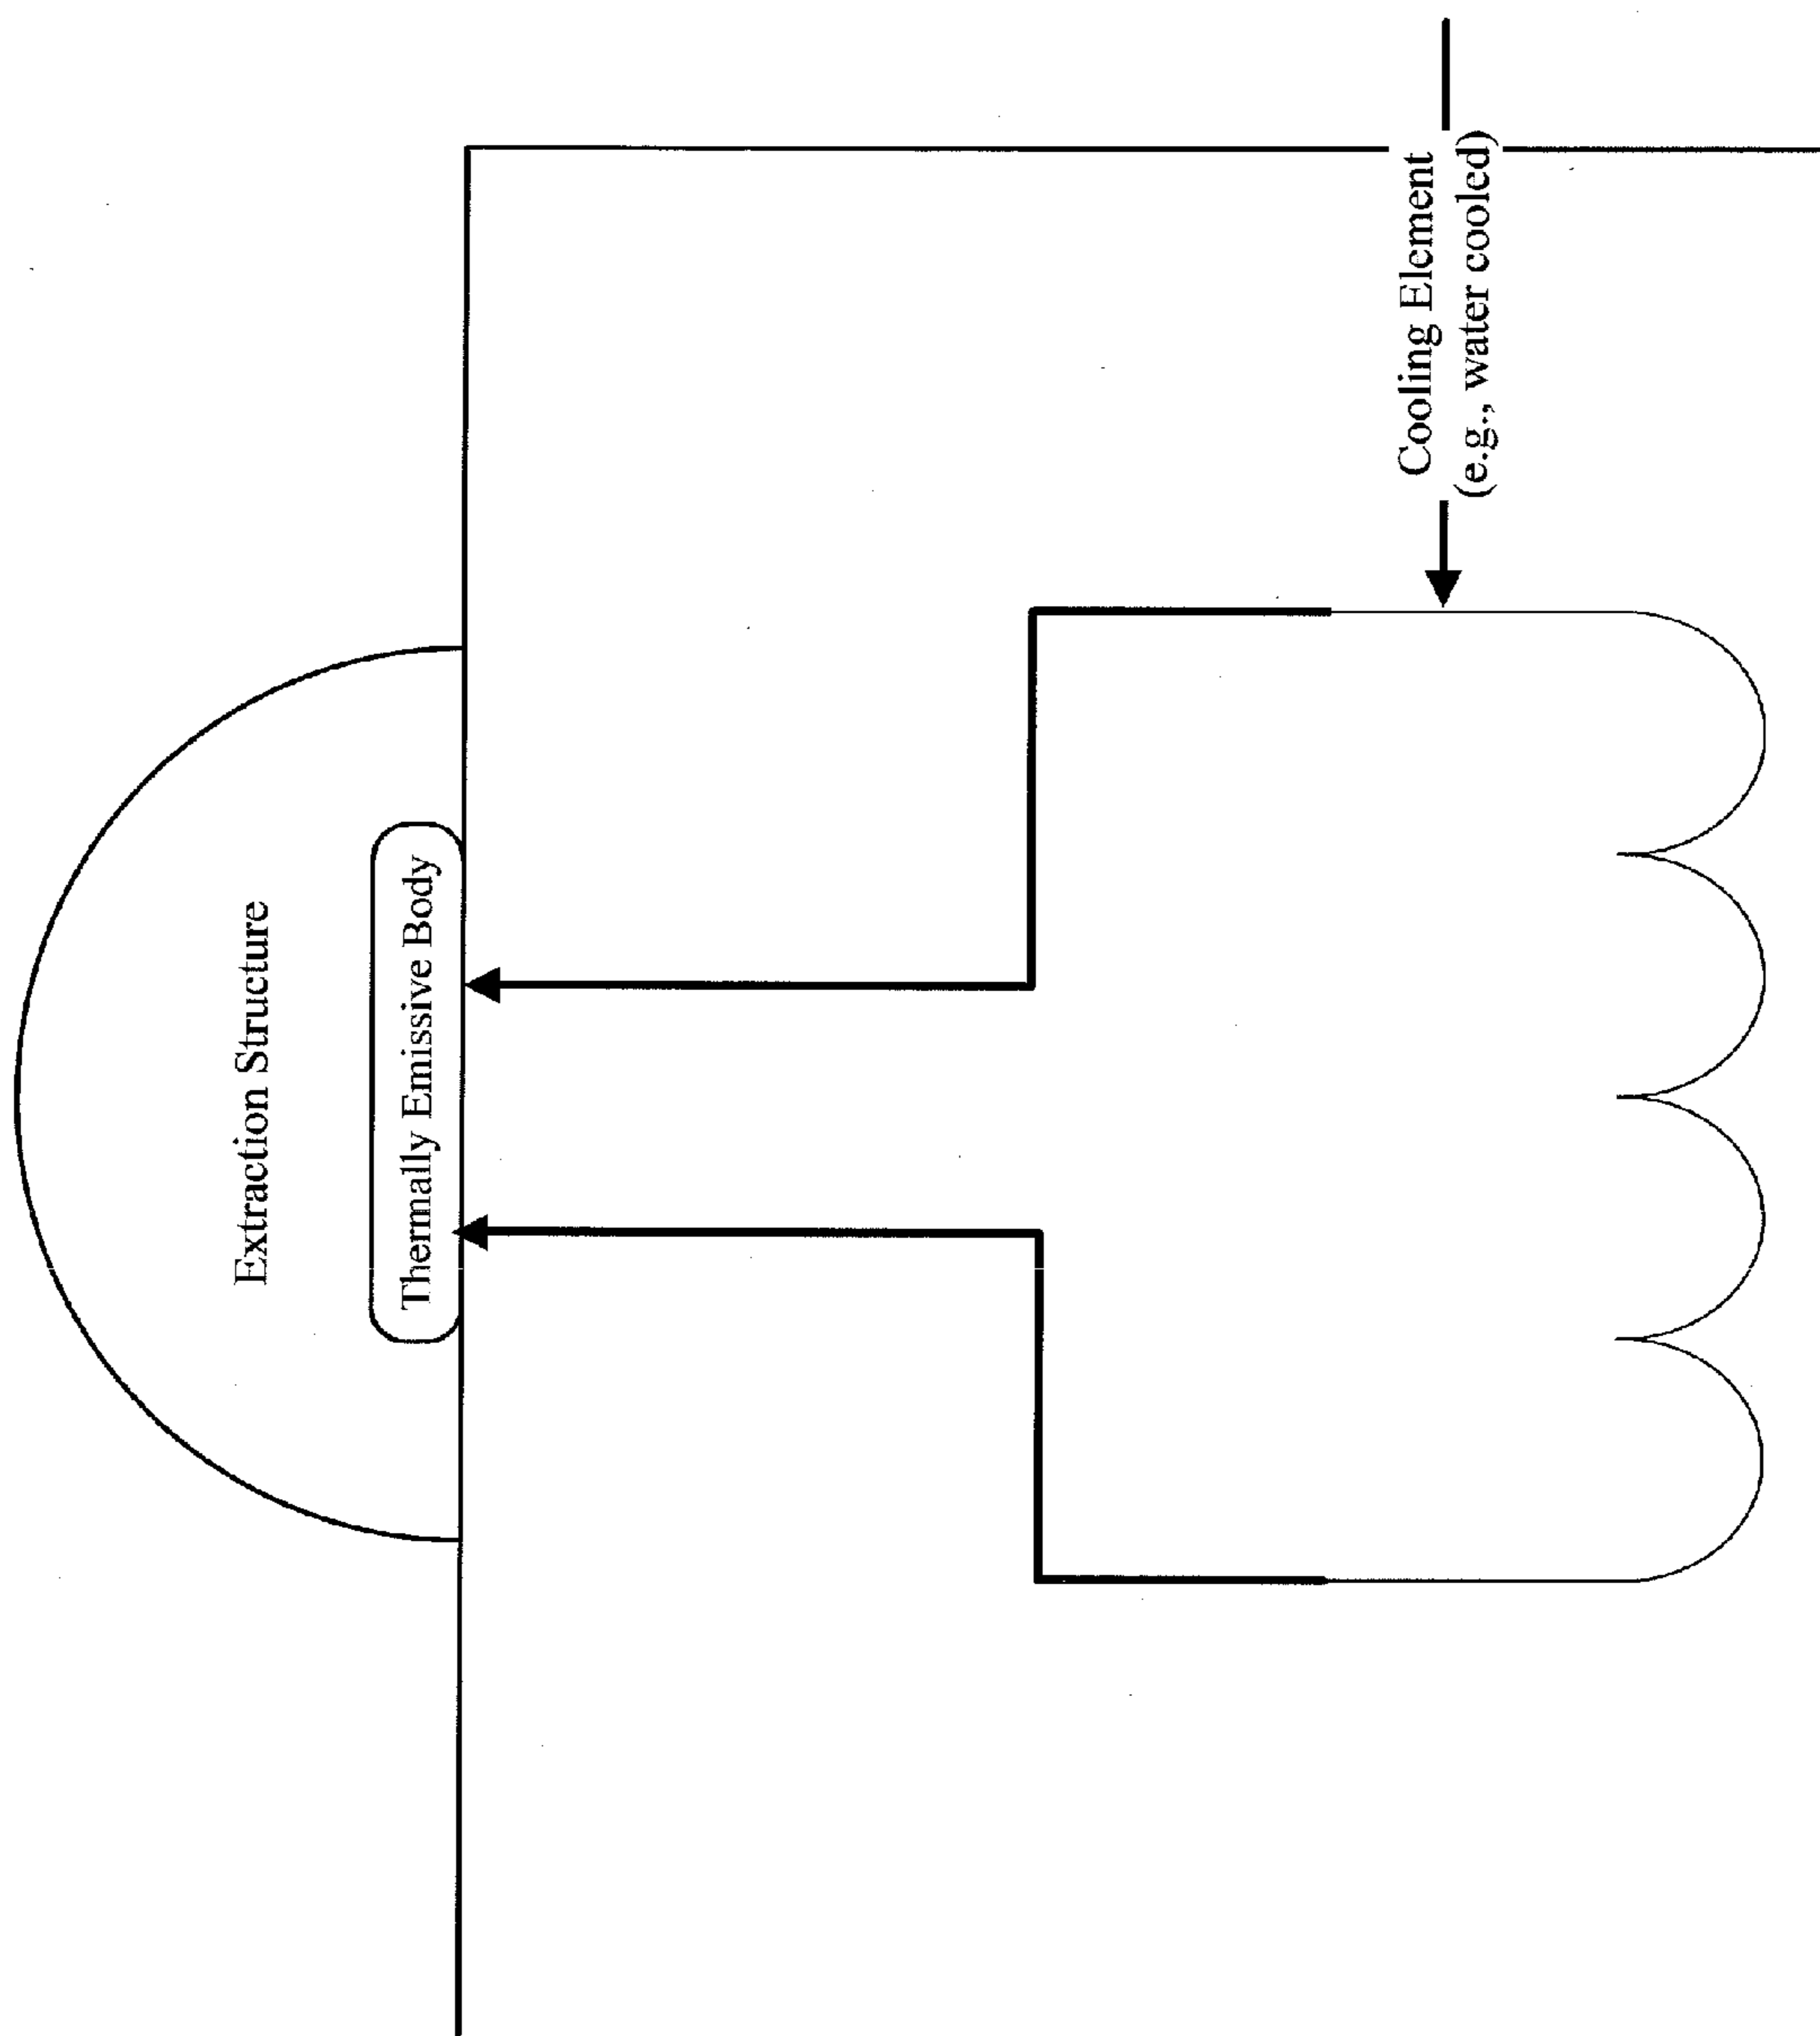 Extraction Structure
Thermally Emissive Body
Cooling Element
(e.g., water cooled)